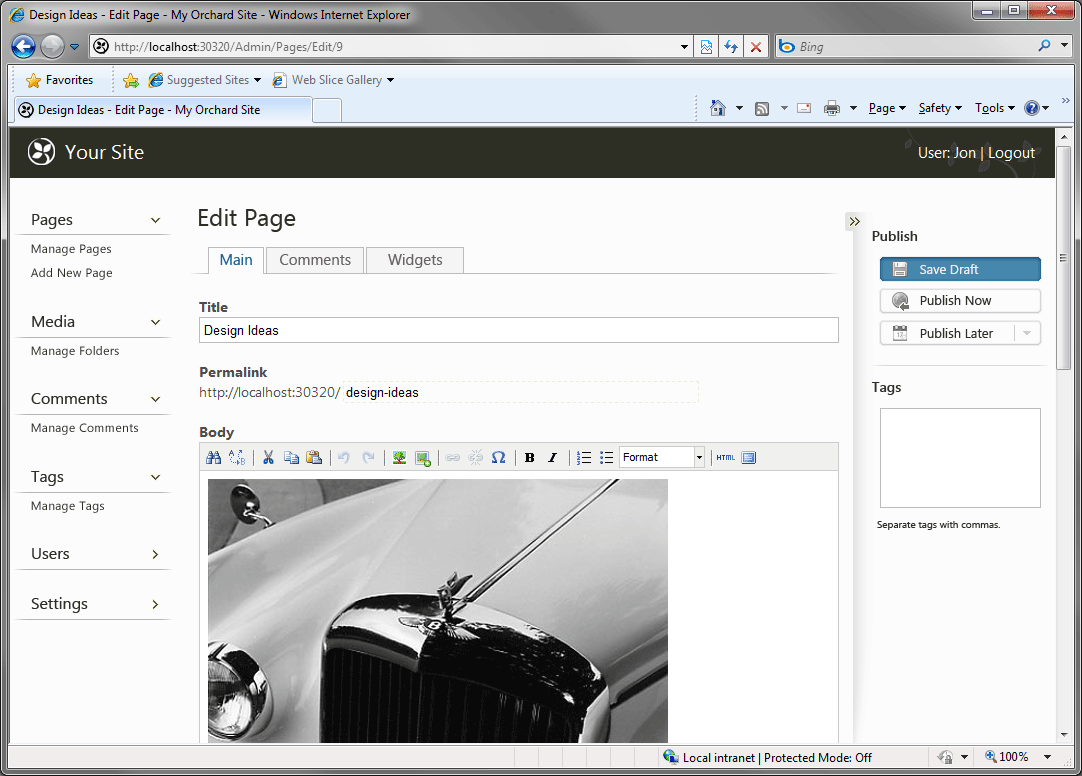 Design Ideas - Edit Page - My Orchard Site - Windows Internet Explorer
http://localhost:30320/Admin/Pages/Edit/9
Bing
Favorites
Suggested Sites
Web Slice Gallery
Design Ideas - Edit Page - My Orchard Site
Page
Safety
Tools
Your Site
User: Jon | Logout
Pages
Manage Pages
Add New Page
Media
Manage Folders
Comments
Manage Comments
Tags
Manage Tags
Users
Settings
Edit Page
Main
Comments
Widgets
Title
Design Ideas
Permalink
http://localhost:30320/ design-ideas
Body
B I
Format
HTML
Publish
Save Draft
Publish Now
Publish Later
Tags
Separate tags with commas.
Local intranet | Protected Mode: Off
100%